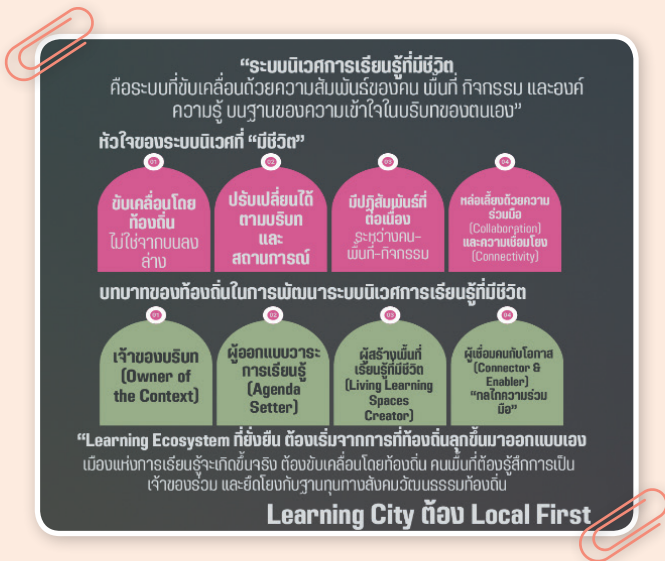 “ระบบนิเวศการเรียนรู้ที่มีชีวิต
คือระบบที่ขับเคลื่อนด้วยความสัมพันธ์ของคน พื้นที่ กิจกรรม และองค์
ความรู้ บนฐานของความเข้าใจในบริบทของตนเอง”
หัวใจของระบบนิเวศที่ “มีชีวิต”
01
ขับเคลื่อนโดย
ท้องถิ่น
ไม่ใช่จากบนลง
ล่าง
02
ปรับเปลี่ยนได้
ตามบริบท
และ
สถานการณ์
03
มีปฏิสัมพันธ์ที่
ต่อเนื่อง
ระหว่างคน-
พื้นที่-กิจกรรม
04
หล่อเลี้ยงด้วยความ
ร่วมมือ
(Collaboration)
และความเชื่อมโยง
(Connectivity)
บทบาทของท้องถิ่นในการพัฒนาระบบนิเวศการเรียนรู้ที่มีชีวิต
01
เจ้าของบริบท
(Owner of
the Context)
02
ผู้ออกแบบวาระ
การเรียนรู้
(Agenda
Setter)
03
ผู้สร้างพื้นที่
เรียนรู้ที่มีชีวิต
(Living Learning
Spaces
Creator)
04
ผู้เชื่อมคนกับโอกาส
(Connector &
Enabler)
“กลไกความร่วม
มือ”
“Learning Ecosystem ที่ยั่งยืน ต้องเริ่มจากการที่ท้องถิ่นลุกขึ้นมาออกแบบเอง
เมืองแห่งการเรียนรู้จะเกิดขึ้นจริง ต้องขับเคลื่อนโดยท้องถิ่น คนพื้นที่ต้องรู้สึกการเป็น
เจ้าของร่วม และยึดโยงกับฐานทุนทางสังคมวัฒนธรรมท้องถิ่น
Learning City ต้อง Local First